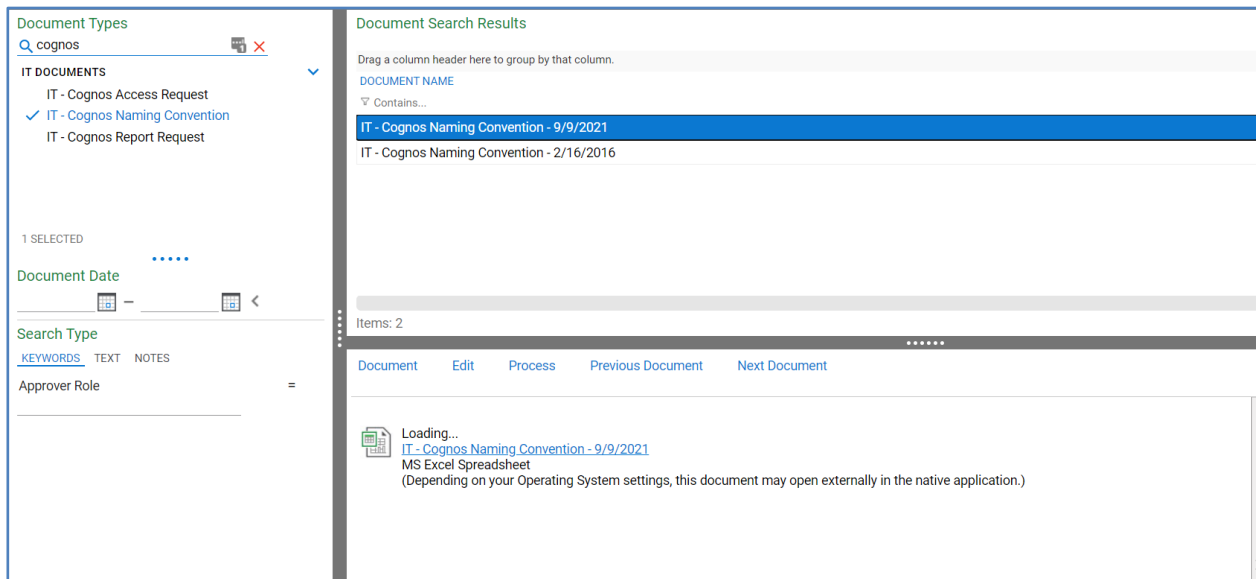 Document Types
cognos
IT DOCUMENTS
IT - Cognos Access Request
IT - Cognos Naming Convention
IT - Cognos Report Request
1 SELECTED
Document Date
–
Search Type
KEYWORDS TEXT NOTES
Approver Role =
Document Search Results
Drag a column header here to group by that column.
DOCUMENT NAME
Contains...
IT - Cognos Naming Convention - 9/9/2021
IT - Cognos Naming Convention - 2/16/2016
Items: 2
Document Edit Process Previous Document Next Document
Loading...
IT - Cognos Naming Convention - 9/9/2021
MS Excel Spreadsheet
(Depending on your Operating System settings, this document may open externally in the native application.)